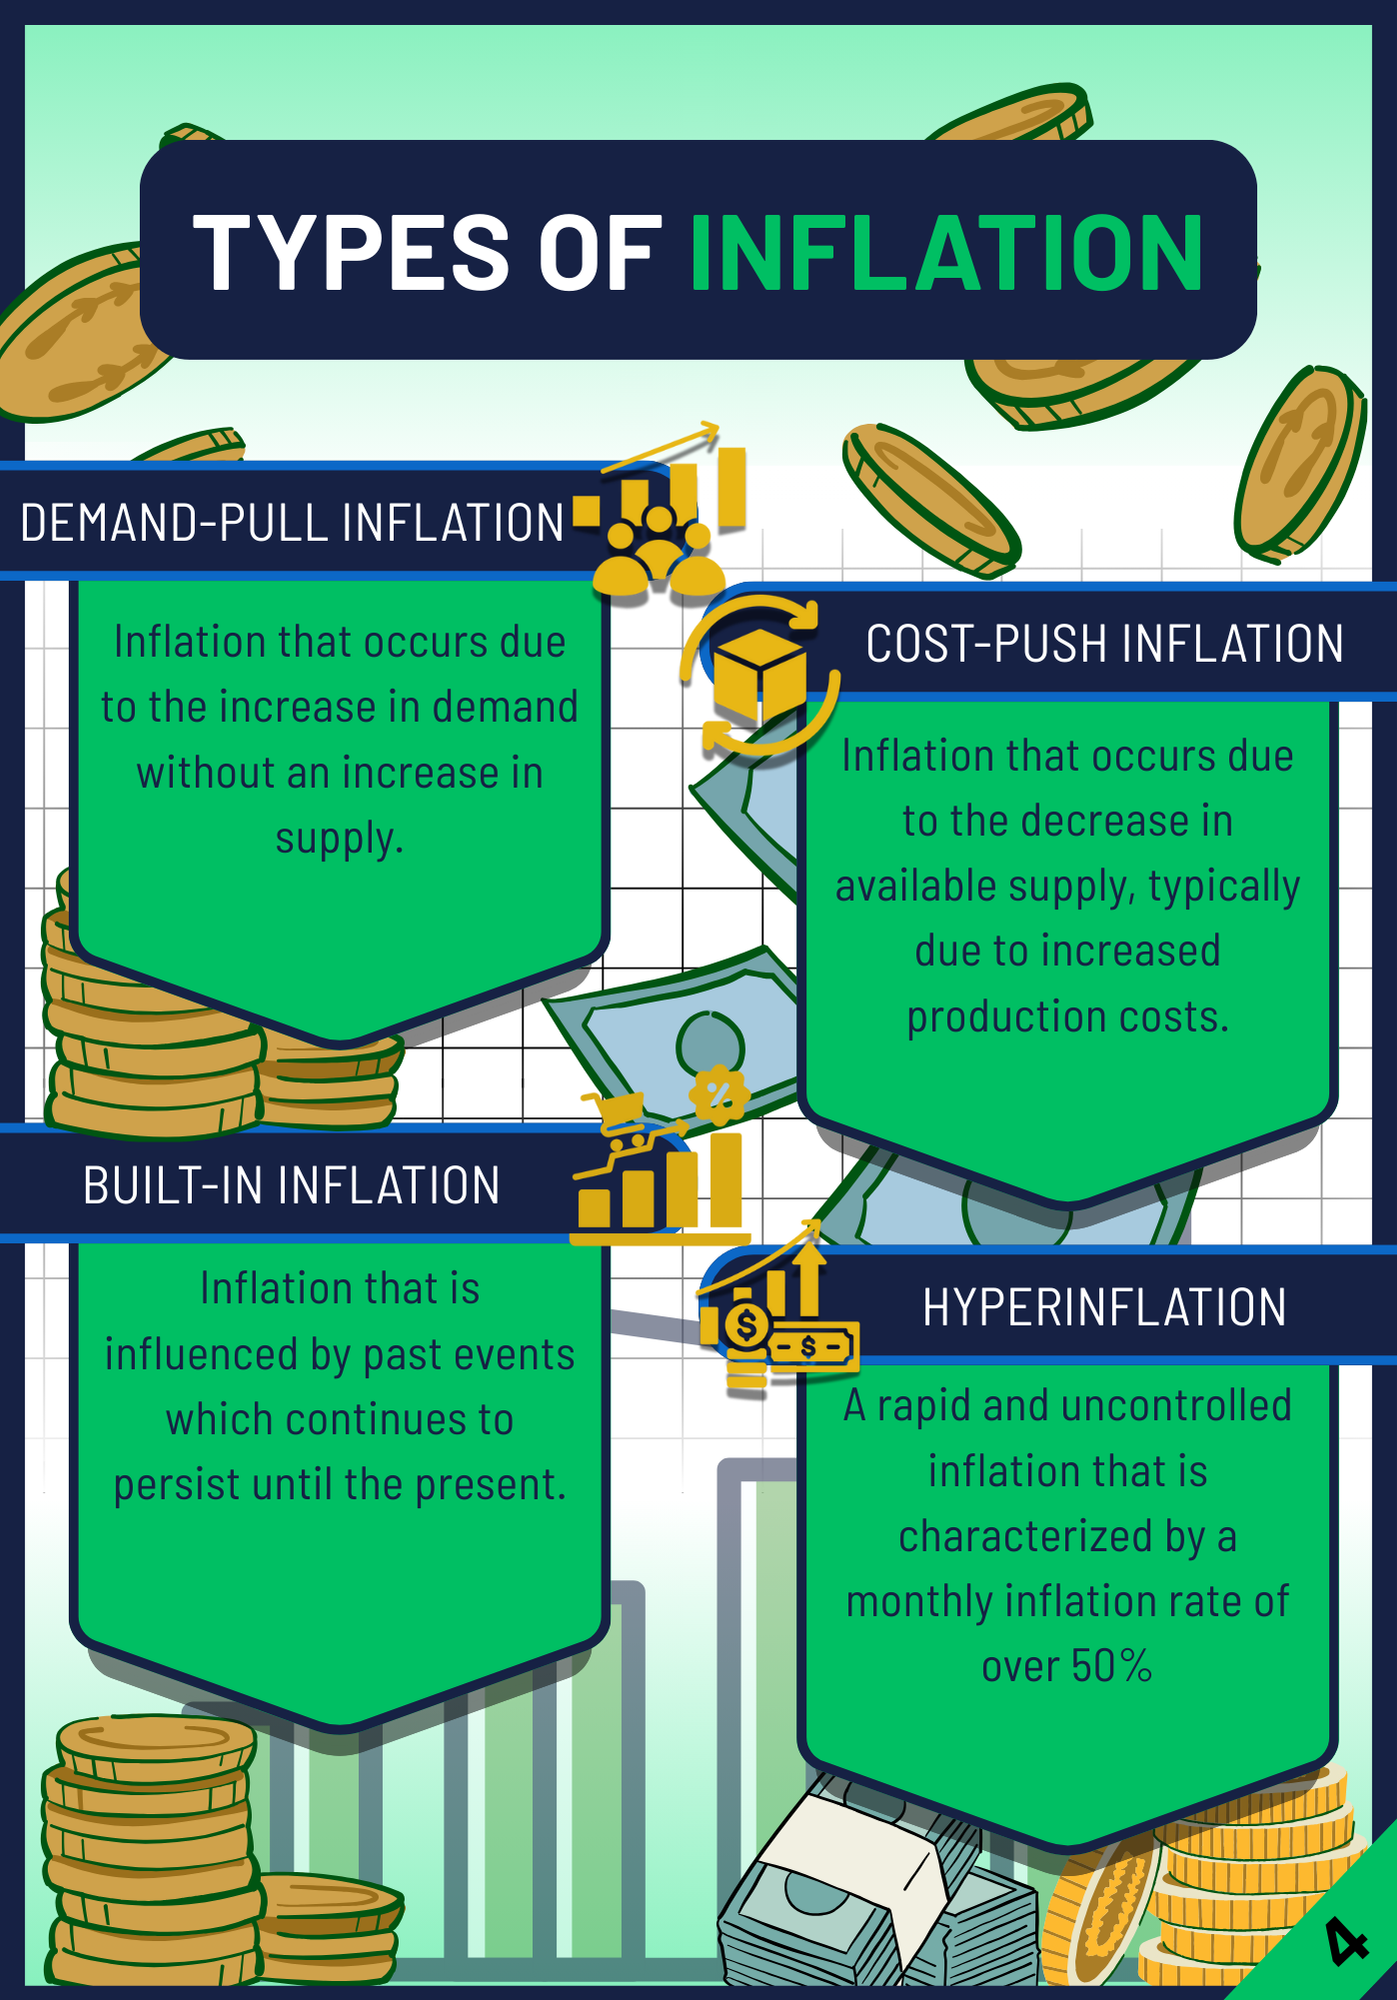 TYPES OF INFLATION
DEMAND-PULL INFLATION
Inflation that occurs due
to the increase in demand
without an increase in
supply.
COST-PUSH INFLATION
Inflation that occurs due
to the decrease in
available supply, typically
due to increased
production costs.
BUILT-IN INFLATION
Inflation that is
influenced by past events
which continues to
persist until the present.
HYPERINFLATION
A rapid and uncontrolled
inflation that is
characterized by a
monthly inflation rate of
over 50%
4